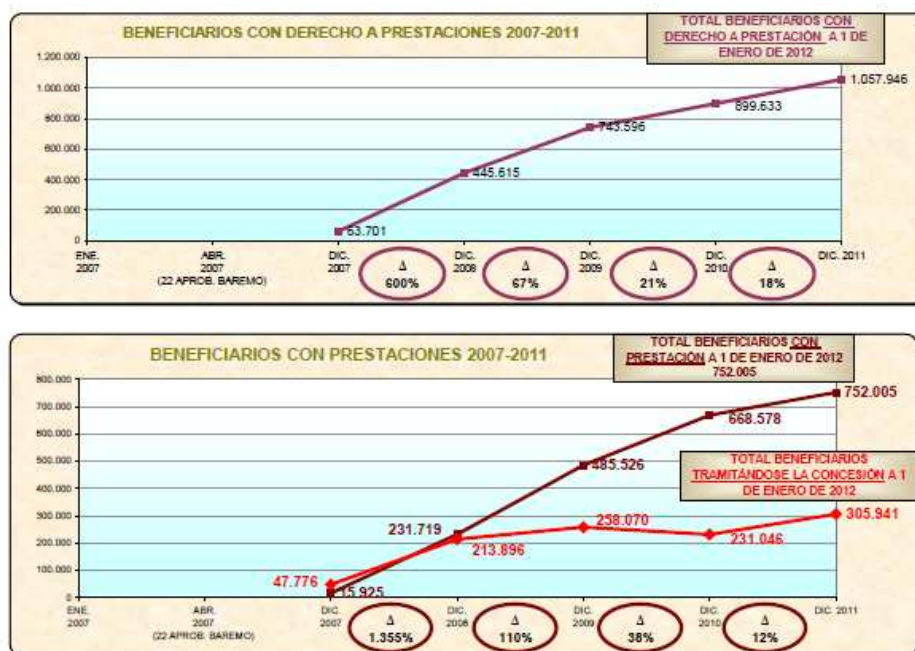 BENEFICIARIOS CON DERECHO A PRESTACIONES 2007-2011
TOTAL BENEFICIARIOS CON
DERECHO A PRESTACIÓN A 1 DE
ENERO DE 2012
1.200.000
1.000.000
800.000
600.000
400.000
200.000
0
63.701
445.615
743.596
899.633
1.057.946
ENE.
2007
ABR.
2007
(22 APROB. BAREMO)
DIC.
2007
DIC.
2008
DIC.
2009
DIC.
2010
DIC. 2011
Δ
600%
Δ
67%
Δ
21%
Δ
18%
BENEFICIARIOS CON PRESTACIONES 2007-2011
TOTAL BENEFICIARIOS CON
PRESTACIÓN A 1 DE ENERO DE 2012
752.005
800.000
700.000
600.000
500.000
400.000
300.000
200.000
100.000
0
752.005
668.578
485.526
231.719
15.925
TOTAL BENEFICIARIOS
TRAMITÁNDOSE LA CONCESIÓN A 1
DE ENERO DE 2012
47.776
213.896
258.070
231.046
305.941
ENE.
2007
ABR.
2007
(22 APROB. BAREMO)
DIC.
2007
DIC.
2008
DIC.
2009
DIC.
2010
DIC. 2011
Δ
1.355%
Δ
110%
Δ
38%
Δ
12%